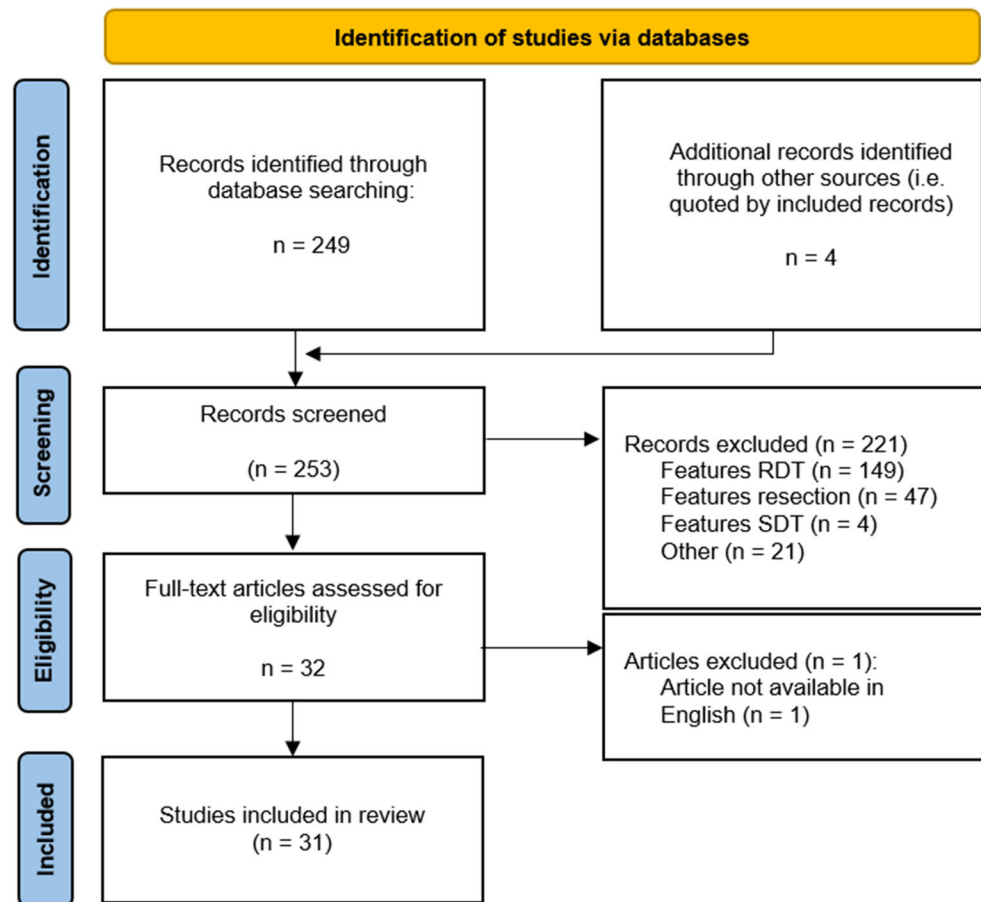 Identification of studies via databases
Identification
Records identified through
database searching:
n = 249
Additional records identified
through other sources (i.e.
quoted by included records)
n = 4
Screening
Records screened
(n = 253)
Records excluded (n = 221)
Features RDT (n = 149)
Features resection (n = 47)
Features SDT (n = 4)
Other (n = 21)
Eligibility
Full-text articles assessed for
eligibility
n = 32
Articles excluded (n = 1):
Article not available in
English (n = 1)
Included
Studies included in review
(n = 31)